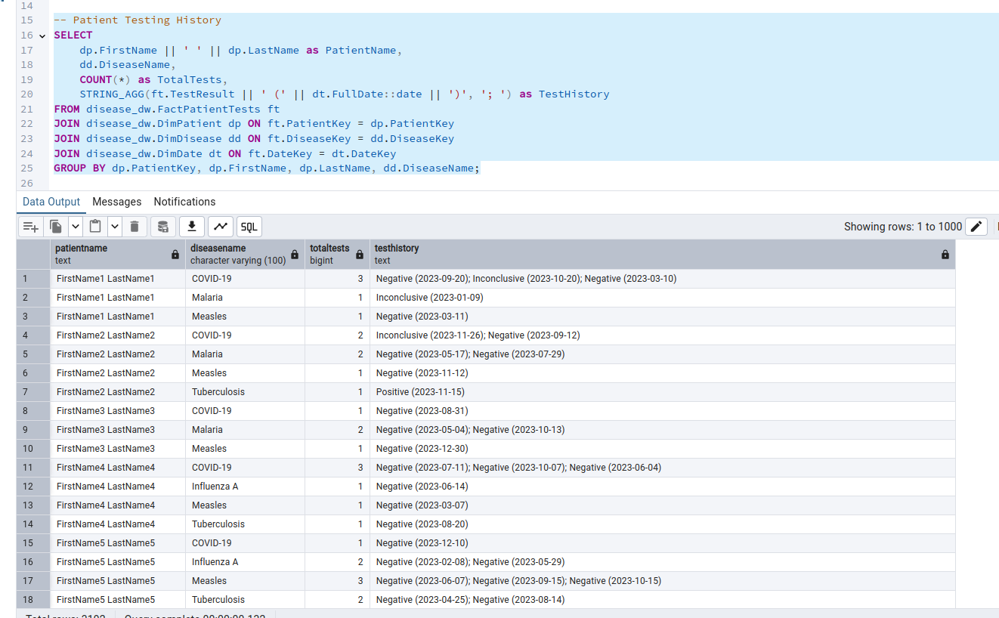 14
15 -- Patient Testing History
16 SELECT
17 dp.FirstName || ' ' || dp.LastName as PatientName,
18 dd.DiseaseName,
19 COUNT(*) as TotalTests,
20 STRING_AGG(ft.TestResult || ' (' || dt.FullDate::date || ')', '; ') as TestHistory
21 FROM disease_dw.FactPatientTests ft
22 JOIN disease_dw.DimPatient dp ON ft.PatientKey = dp.PatientKey
23 JOIN disease_dw.DimDisease dd ON ft.DiseaseKey = dd.DiseaseKey
24 JOIN disease_dw.DimDate dt ON ft.DateKey = dt.DateKey
25 GROUP BY dp.PatientKey, dp.FirstName, dp.LastName, dd.DiseaseName;
26
Data Output Messages Notifications
SQL Showing rows: 1 to 1000
patientname diseasename totaltests testhistory
text character varying (100) bigint text
1 FirstName1 LastName1 COVID-19 3 Negative (2023-09-20); Inconclusive (2023-10-20); Negative (2023-03-10)
2 FirstName1 LastName1 Malaria 1 Inconclusive (2023-01-09)
3 FirstName1 LastName1 Measles 1 Negative (2023-03-11)
4 FirstName2 LastName2 COVID-19 2 Inconclusive (2023-11-26); Negative (2023-09-12)
5 FirstName2 LastName2 Malaria 2 Negative (2023-05-17); Negative (2023-07-29)
6 FirstName2 LastName2 Measles 1 Negative (2023-11-12)
7 FirstName2 LastName2 Tuberculosis 1 Positive (2023-11-15)
8 FirstName3 LastName3 COVID-19 1 Negative (2023-08-31)
9 FirstName3 LastName3 Malaria 2 Negative (2023-05-04); Negative (2023-10-13)
10 FirstName3 LastName3 Measles 1 Negative (2023-12-30)
11 FirstName4 LastName4 COVID-19 3 Negative (2023-07-11); Negative (2023-10-07); Negative (2023-06-04)
12 FirstName4 LastName4 Influenza A 1 Negative (2023-06-14)
13 FirstName4 LastName4 Measles 1 Negative (2023-03-07)
14 FirstName4 LastName4 Tuberculosis 1 Negative (2023-08-20)
15 FirstName5 LastName5 COVID-19 1 Negative (2023-12-10)
16 FirstName5 LastName5 Influenza A 2 Negative (2023-02-08); Negative (2023-05-29)
17 FirstName5 LastName5 Measles 3 Negative (2023-06-07); Negative (2023-09-15); Negative (2023-10-15)
18 FirstName5 LastName5 Tuberculosis 2 Negative (2023-04-25); Negative (2023-08-14)
Total rows: Query complete